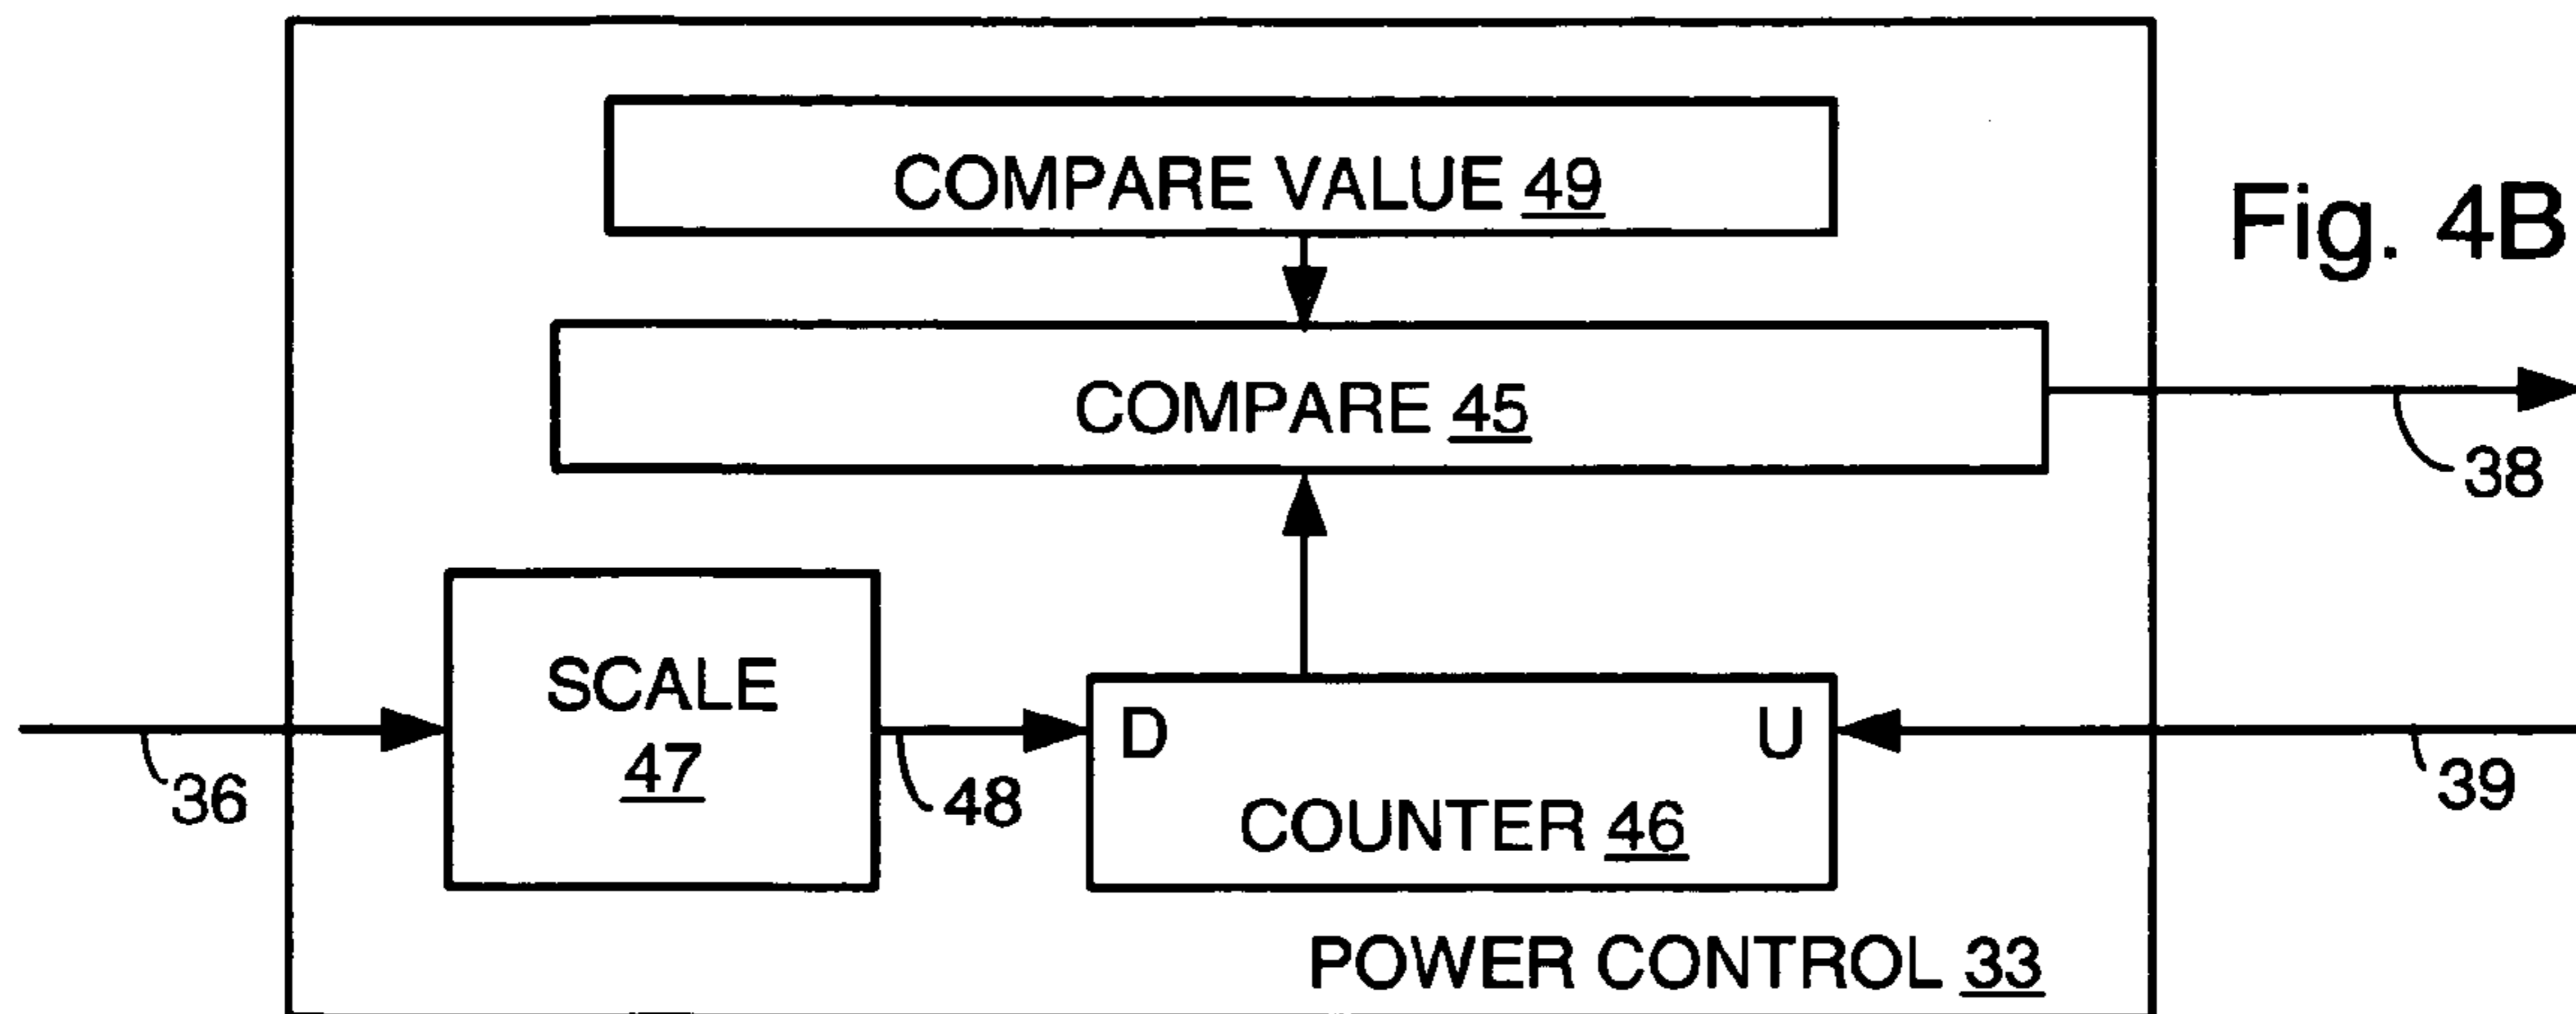 COMPARE VALUE 49
Fig. 4B
COMPARE 45
38
SCALE
47
36
48
D
U
COUNTER 46
39
POWER CONTROL 33